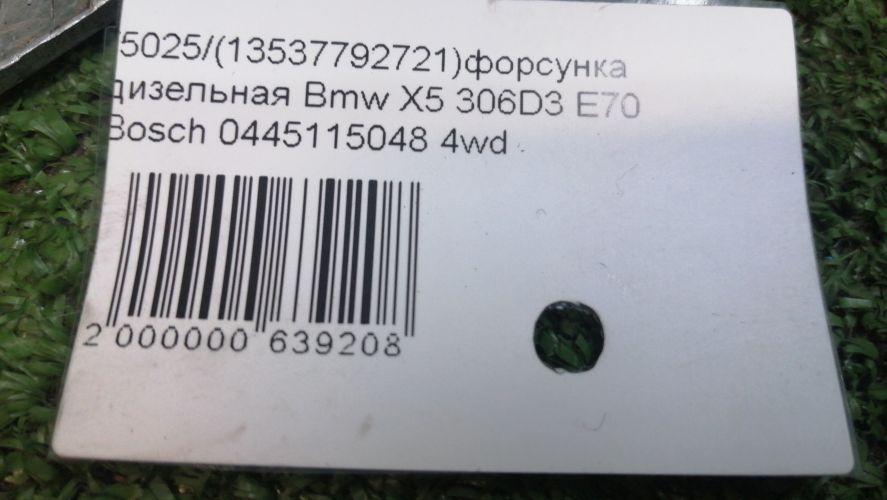 5025/(13537792721)форсунка
дизельная Bmw X5 306D3 E70
Bosch 0445115048 4wd
2 000000 639208